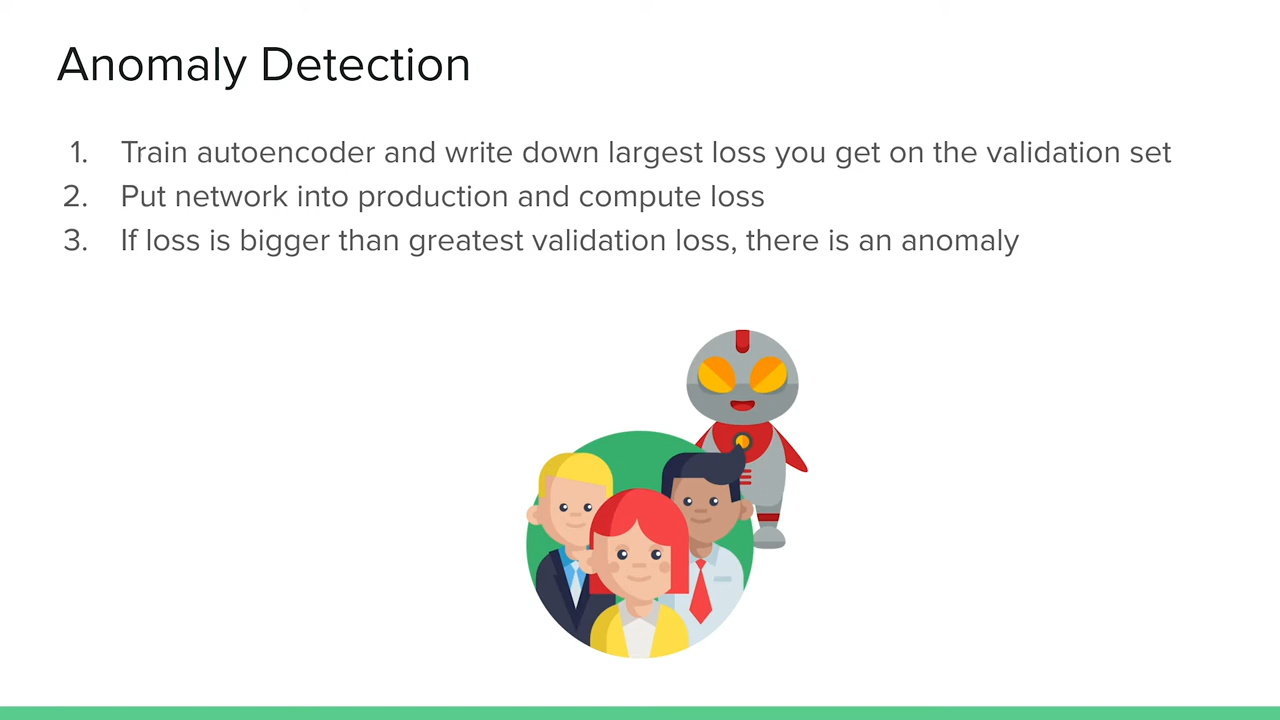 Anomaly Detection
1. Train autoencoder and write down largest loss you get on the validation set
2. Put network into production and compute loss
3. If loss is bigger than greatest validation loss, there is an anomaly